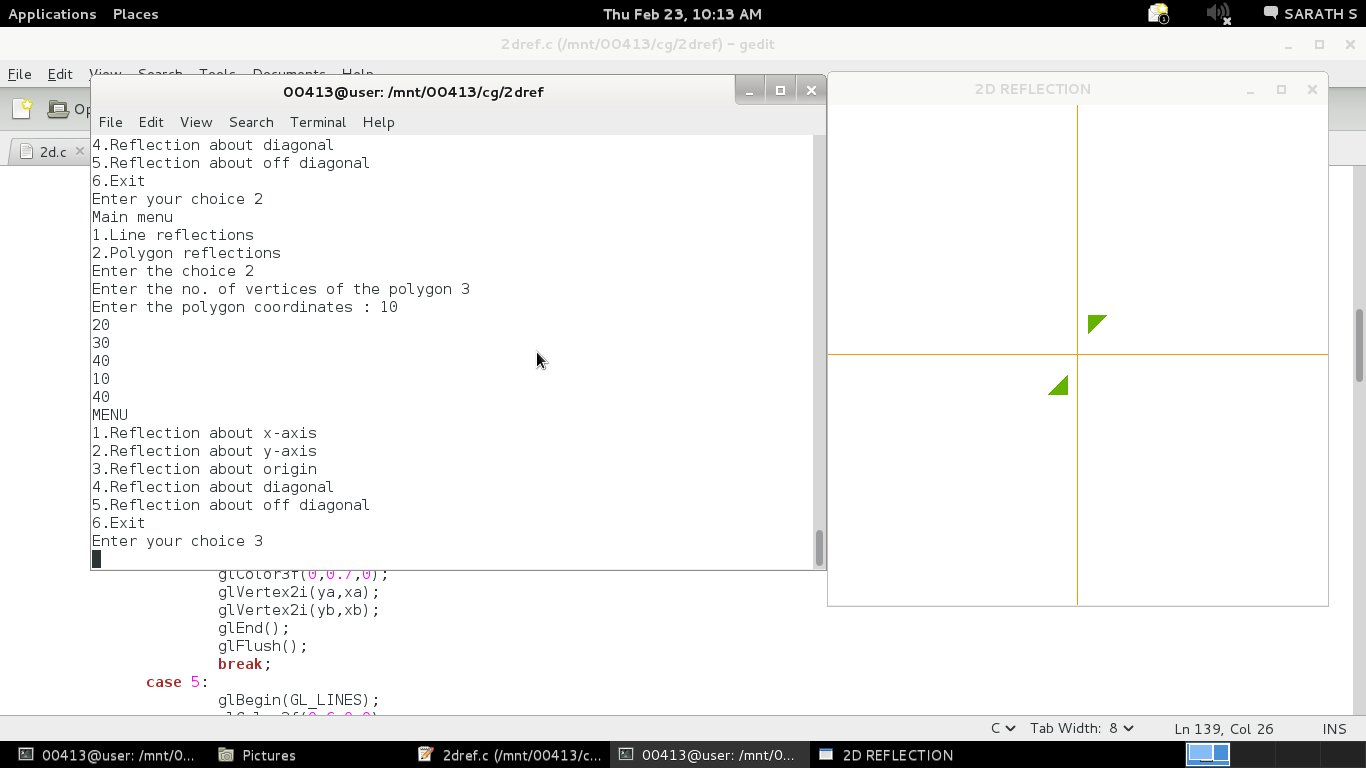 Applications Places
Thu Feb 23, 10:13 AM
1
SARATH S
2dref.c (/mnt/00413/cg/2dref) - gedit
File Edit View Search Tools Documents Help
2d.c
00413@user: /mnt/00413/cg/2dref
File Edit View Search Terminal Help
4.Reflection about diagonal
5.Reflection about off diagonal
6.Exit
Enter your choice 2
Main menu
1.Line reflections
2.Polygon reflections
Enter the choice 2
Enter the no. of vertices of the polygon 3
Enter the polygon coordinates : 10
20
30
40
10
40
MENU
1.Reflection about x-axis
2.Reflection about y-axis
3.Reflection about origin
4.Reflection about diagonal
5.Reflection about off diagonal
6.Exit
Enter your choice 3
2D REFLECTION
glColor3f(0,0.7,0);
glVertex2i(ya,xa);
glVertex2i(yb,xb);
glEnd();
glFlush();
break;
case 5:
glBegin(GL_LINES);
C Tab Width: 8 Ln 139, Col 26 INS
00413@user: /mnt/0...
Pictures
2dref.c (/mnt/00413/c...
00413@user: /mnt/0...
2D REFLECTION